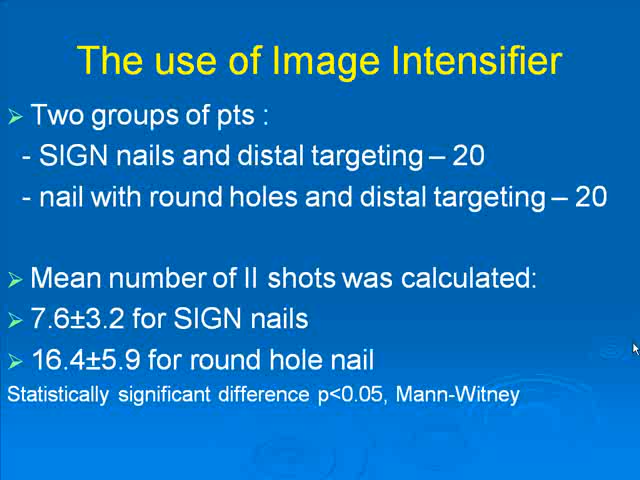 The use of Image Intensifier
Two groups of pts :
- SIGN nails and distal targeting – 20
- nail with round holes and distal targeting – 20
Mean number of II shots was calculated:
7.6±3.2 for SIGN nails
16.4±5.9 for round hole nail
Statistically significant difference p<0.05, Mann-Witney